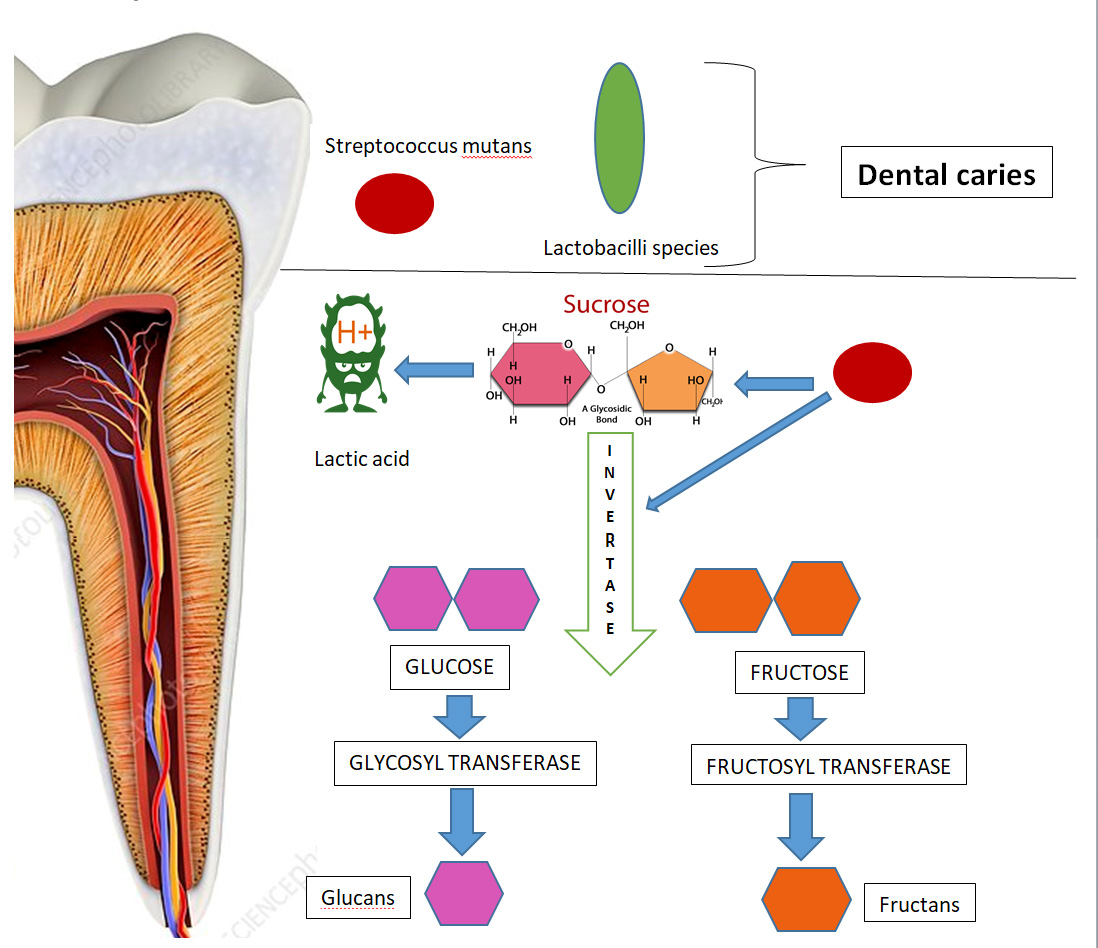 Streptococcus mutans
Lactobacilli species
Dental caries
Sucrose
H+
CH₂OH
O
H
H
H
OH
H
OH
H
OH
O
A Glycosidic
Bond
CH₂OH
O
H
H
HO
CH₂OH
OH
H
Lactic acid
I
N
V
E
R
T
A
S
E
GLUCOSE
FRUCTOSE
GLYCOSYL TRANSFERASE
FRUCTOSYL TRANSFERASE
Glucans
Fructans